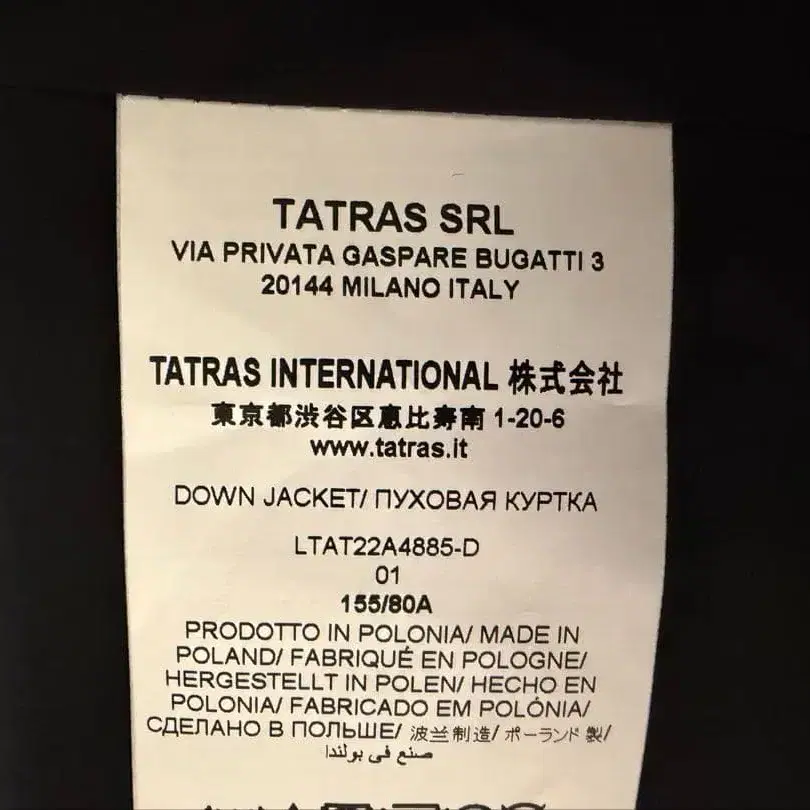 TATRAS SRL
VIA PRIVATA GASPARE BUGATTI 3
20144 MILANO ITALY
TATRAS INTERNATIONAL 株式会社
東京都渋谷区恵比寿南 1-20-6
www.tatras.it
DOWN JACKET/ ПУХОВАЯ КУРТКА
LTAT22A4885-D
01
155/80A
PRODOTTO IN POLONIA/ MADE IN
POLAND/ FABRIQUÉ EN POLOGNE/
HERGESTELLT IN POLEN/ HECHO EN
POLONIA/ FABRICADO EM POLÓNIA/
СДЕЛАНО В ПОЛЬШЕ/ 波兰制造/ ポーランド 製/
صنع في بولندا